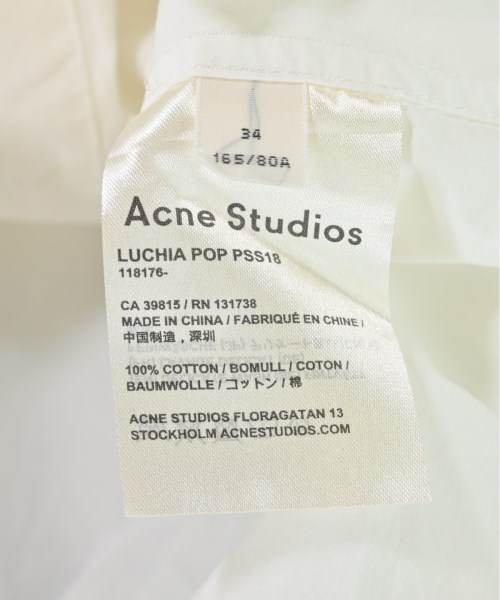 34
165/80A
Acne Studios
LUCHIA POP PSS18
118176-
CA 39815 / RN 131738
MADE IN CHINA / FABRIQUÉ EN CHINE /
中国制造，深圳
100% COTTON / BOMULL / COTON /
BAUMWOLLE / コットン / 棉
ACNE STUDIOS FLORAGATAN 13
STOCKHOLM ACNESTUDIOS.COM